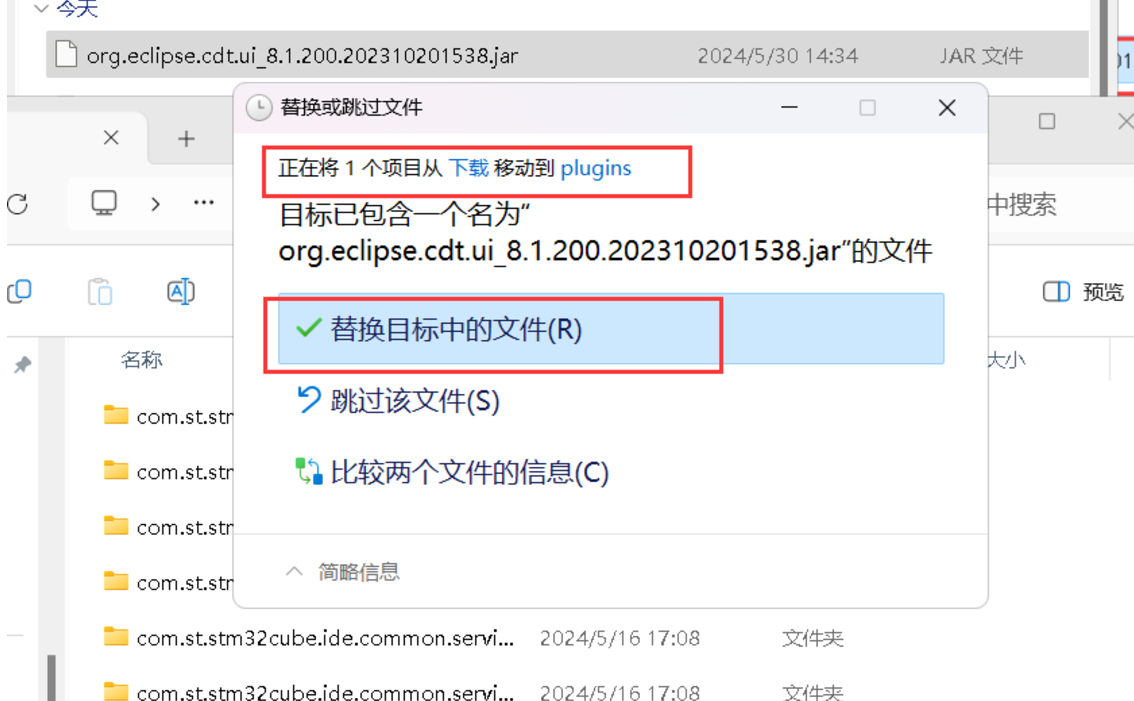 今天
org.eclipse.cdt.ui_8.1.200.202310201538.jar 2024/5/30 14:34 JAR 文件
替换或跳过文件
正在将 1 个项目从 下载 移动到 plugins
目标已包含一个名为“
org.eclipse.cdt.ui_8.1.200.202310201538.jar”的文件
中搜索
预览
替换目标中的文件(R)
名称 大小
跳过该文件(S)
com.st.stm
com.st.stm
比较两个文件的信息(C)
com.st.stm
com.st.stm
简略信息
com.st.stm32cube.ide.common.servi... 2024/5/16 17:08 文件夹
com.st.stm32cube.ide.common.servi... 2024/5/16 17:08 文件夹